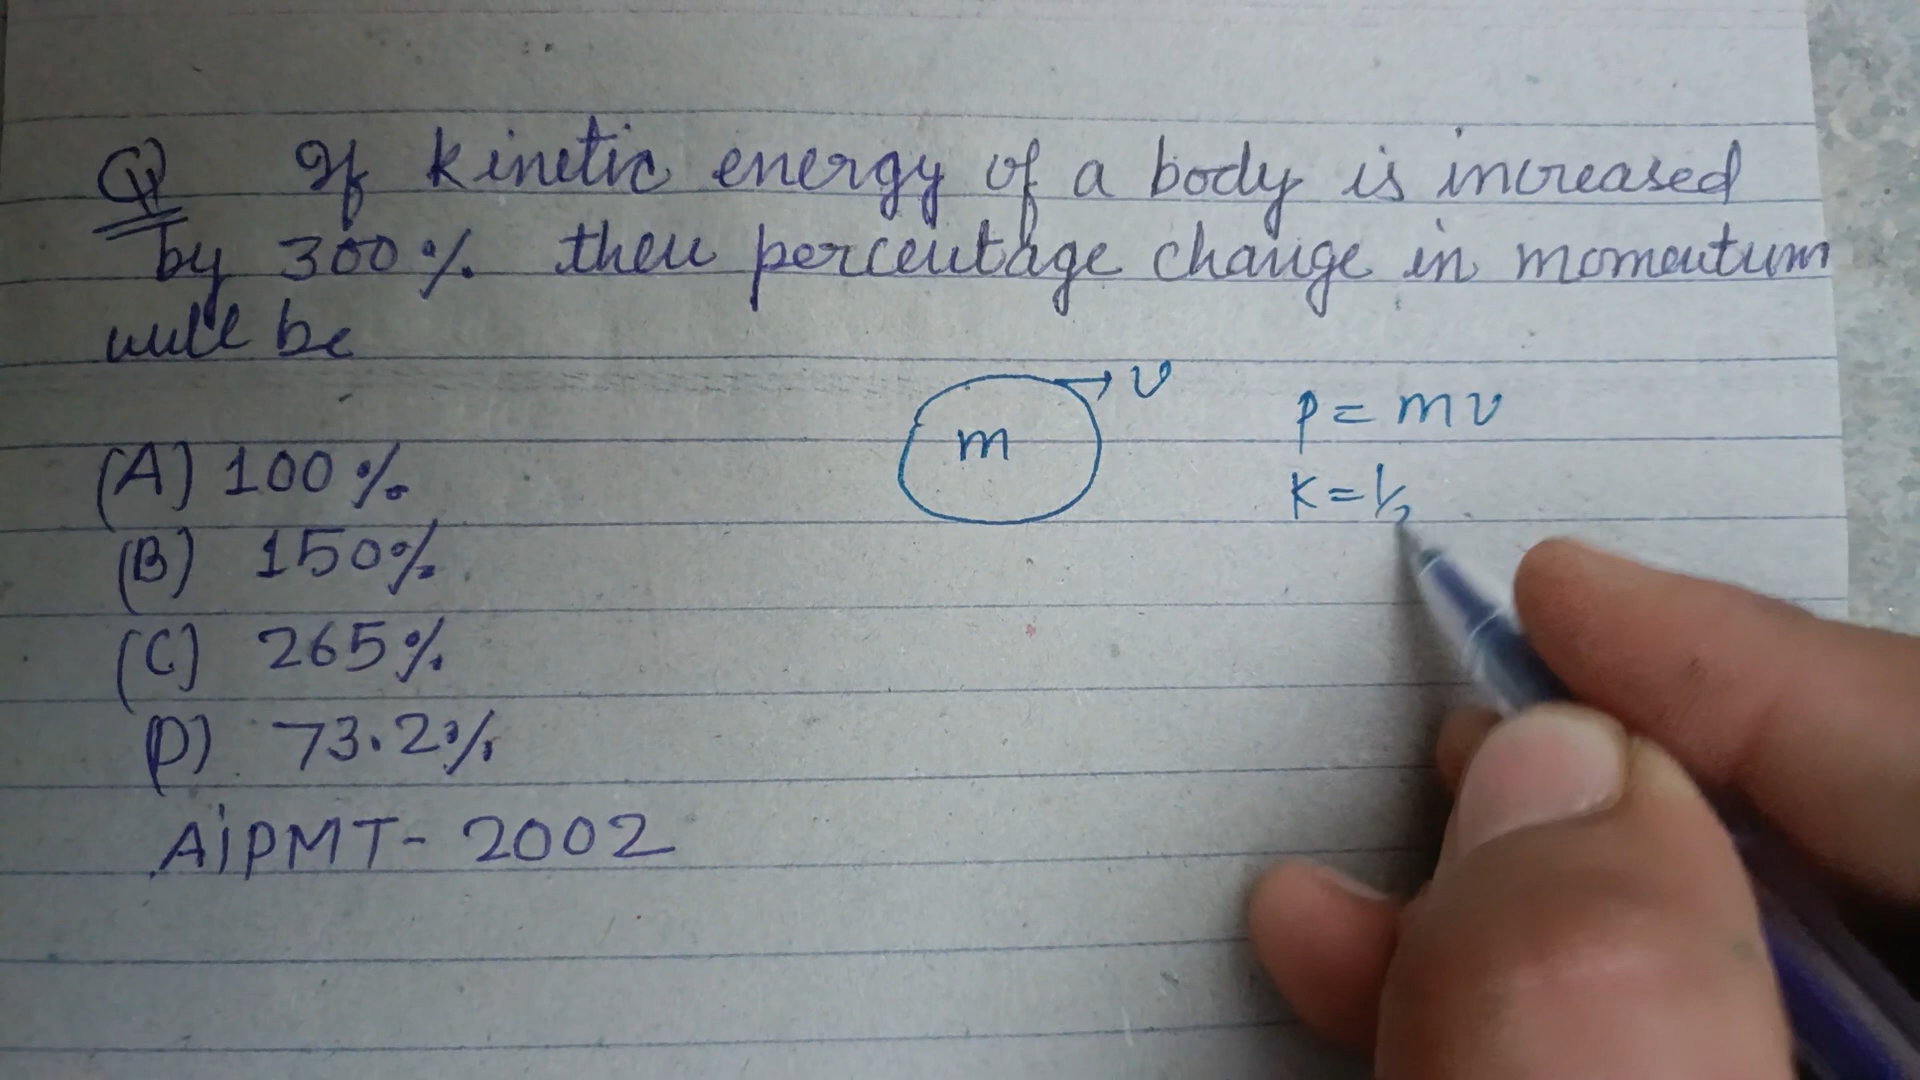 Q If kinetic energy of a body is increased
by 300% then percentage change in momentum
will be
m → v
p = mv
K = 1/2
(A) 100%
(B) 150%
(C) 265%
(D) 73.2%
AiPMT- 2002